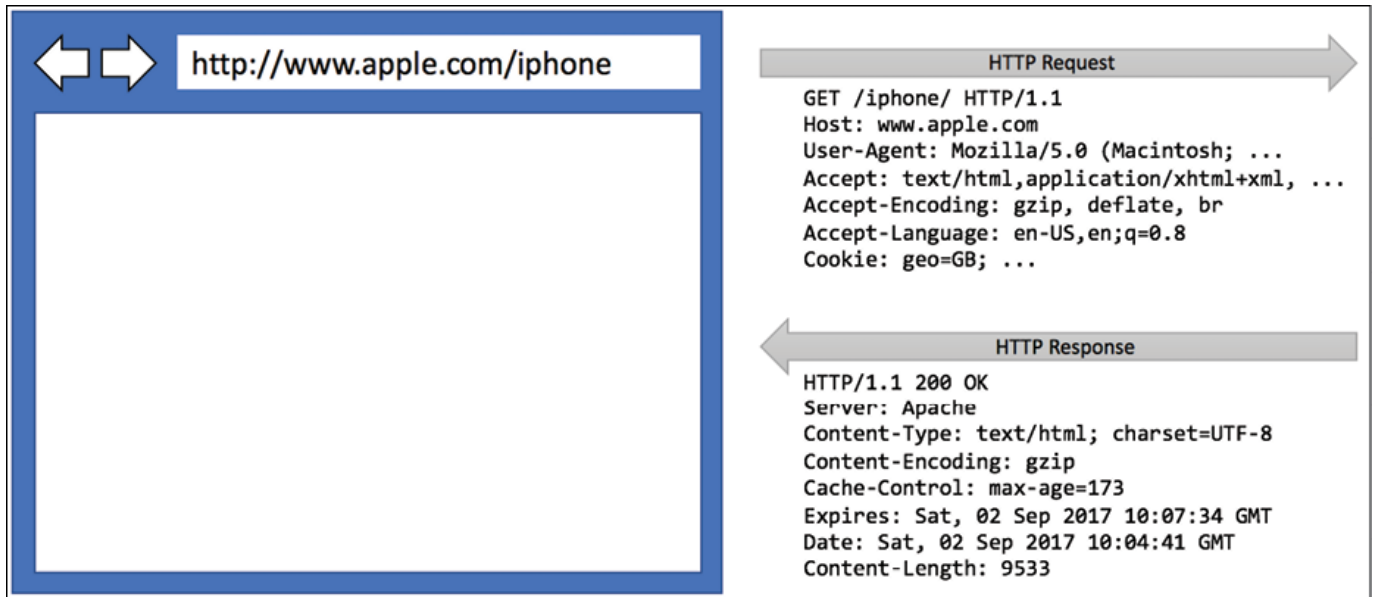 http://www.apple.com/iphone
HTTP Request
GET /iphone/ HTTP/1.1
Host: www.apple.com
User-Agent: Mozilla/5.0 (Macintosh; ...
Accept: text/html,application/xhtml+xml, ...
Accept-Encoding: gzip, deflate, br
Accept-Language: en-US,en;q=0.8
Cookie: geo=GB; ...
HTTP Response
HTTP/1.1 200 OK
Server: Apache
Content-Type: text/html; charset=UTF-8
Content-Encoding: gzip
Cache-Control: max-age=173
Expires: Sat, 02 Sep 2017 10:07:34 GMT
Date: Sat, 02 Sep 2017 10:04:41 GMT
Content-Length: 9533